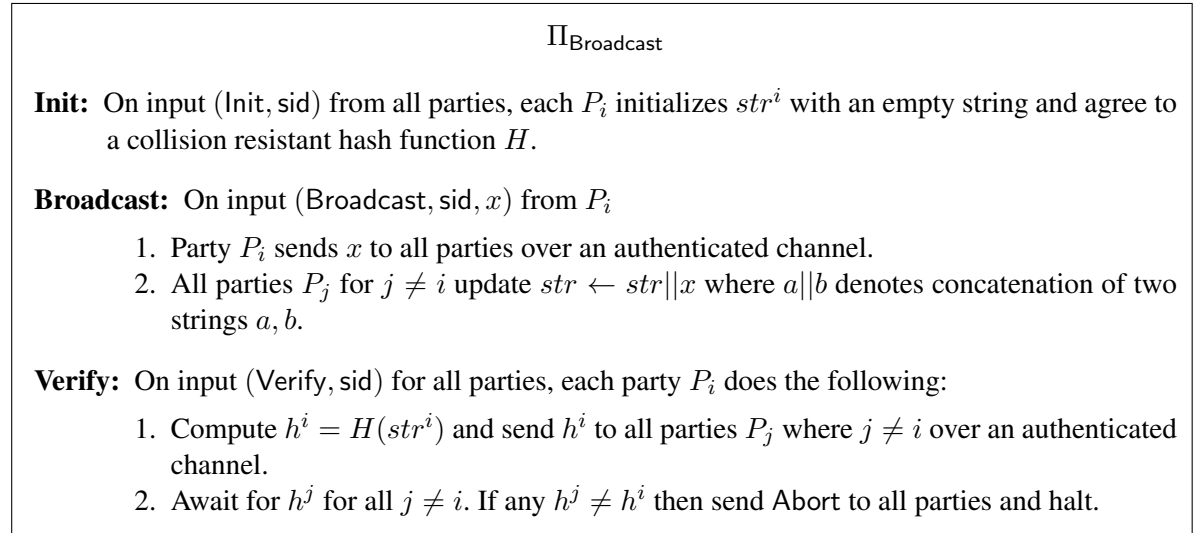 Π_Broadcast
Init: On input (Init, sid) from all parties, each P_i initializes str^i with an empty string and agree to
a collision resistant hash function H.
Broadcast: On input (Broadcast, sid, x) from P_i
1. Party P_i sends x to all parties over an authenticated channel.
2. All parties P_j for j ≠ i update str ← str||x where a||b denotes concatenation of two
strings a, b.
Verify: On input (Verify, sid) for all parties, each party P_i does the following:
1. Compute h^i = H(str^i) and send h^i to all parties P_j where j ≠ i over an authenticated
channel.
2. Await for h^j for all j ≠ i. If any h^j ≠ h^i then send Abort to all parties and halt.